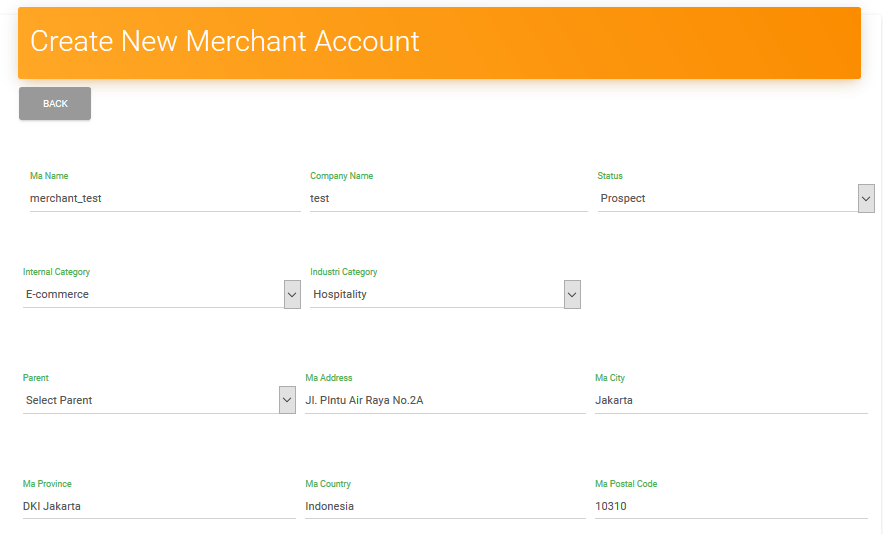 Create New Merchant Account
BACK
Ma Name Company Name Status
merchant_test test Prospect
Internal Category Industri Category
E-commerce Hospitality
Parent Ma Address Ma City
Select Parent Jl. PIntu Air Raya No.2A Jakarta
Ma Province Ma Country Ma Postal Code
DKI Jakarta Indonesia 10310